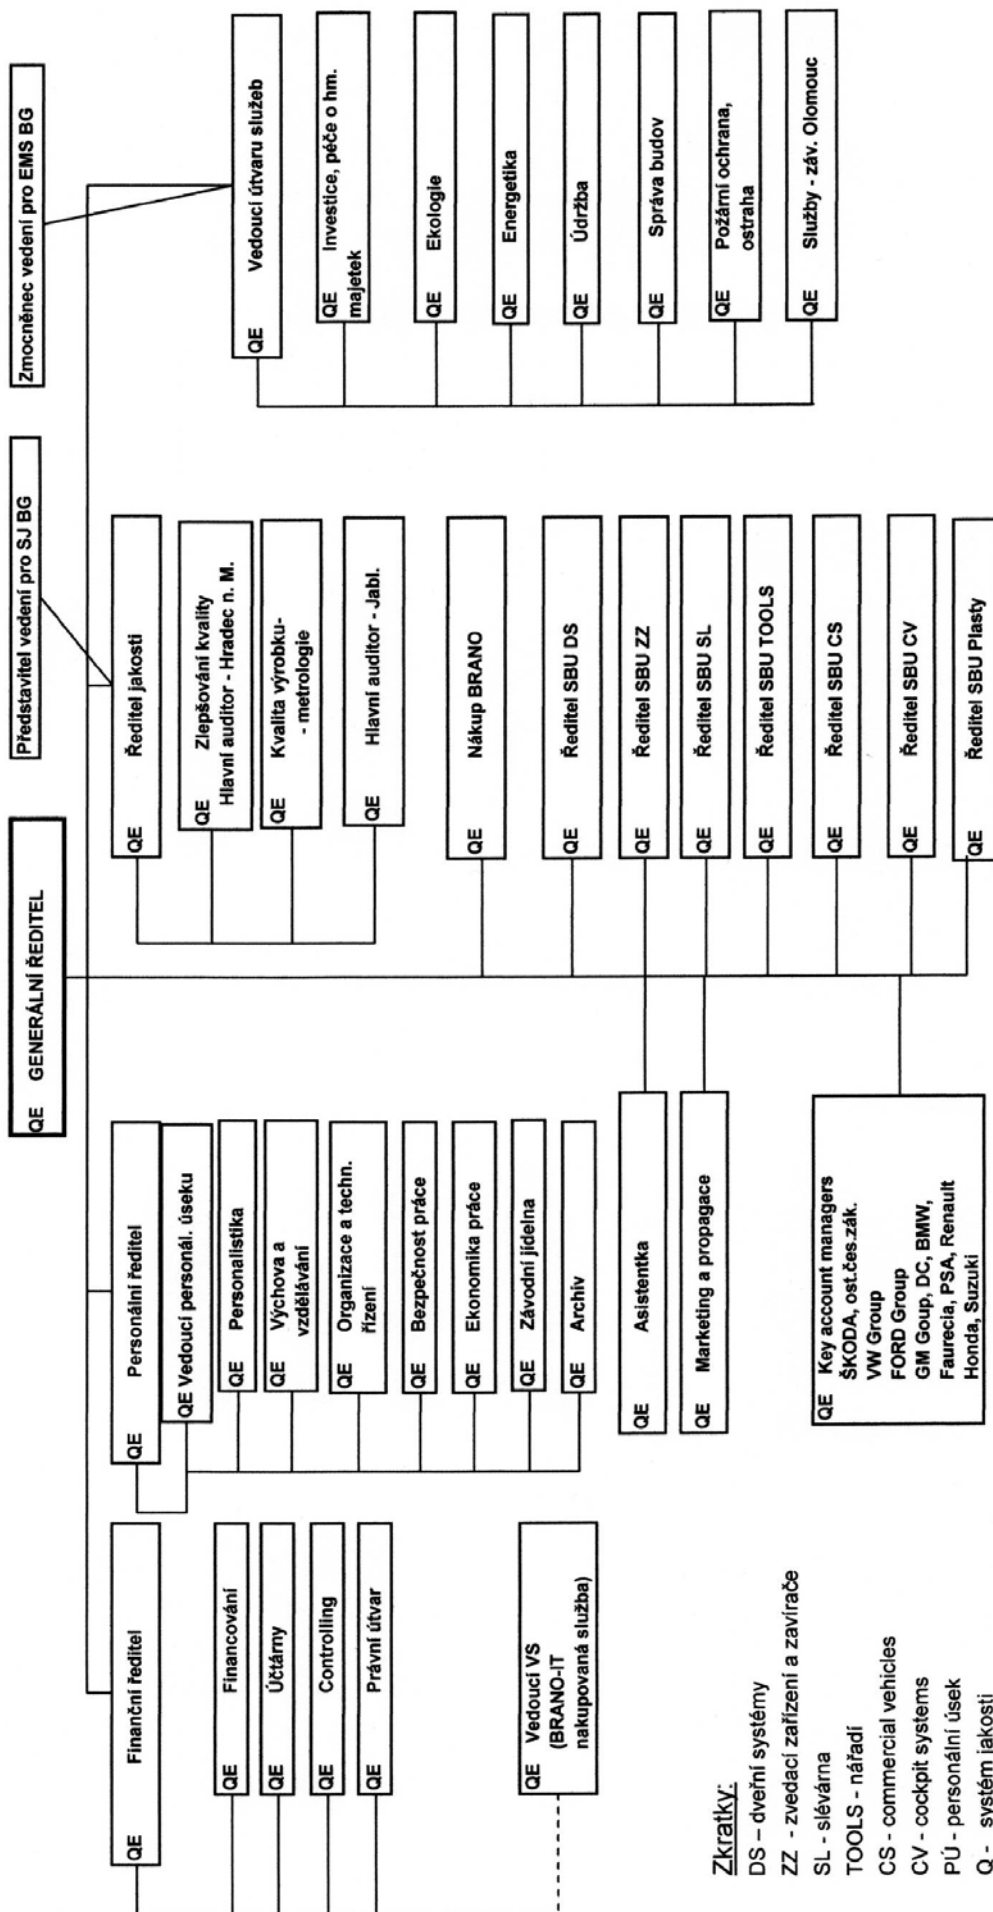 Zmocněnec vedení pro EMS BG
Představitel vedení pro SJ BG
QE GENERÁLNÍ ŘEDITEL
QE Finanční ředitel
QE Financování
QE Účtárny
QE Controlling
QE Právní útvar
QE Vedoucí VS
(BRANO-IT
nakupovaná služba)
QE Personální ředitel
QE Vedoucí personál. úseku
QE Personalistika
QE Výchova a
vzdělávání
QE Organizace a techn.
řízení
QE Bezpečnost práce
QE Ekonomika práce
QE Závodní jídelna
QE Archiv
QE Asistentka
QE Marketing a propagace
QE Key account managers
ŠKODA, ost.čes.zák.
VW Group
FORD Group
GM Goup, DC, BMW,
Faurecia, PSA, Renault
Honda, Suzuki
QE Ředitel jakosti
QE Zlepšování kvality
Hlavní auditor - Hradec n. M.
QE Kvalita výrobku-
- metrologie
QE Hlavní auditor - Jabl.
QE Nákup BRANO
QE Ředitel SBU DS
QE Ředitel SBU ZZ
QE Ředitel SBU SL
QE Ředitel SBU TOOLS
QE Ředitel SBU CS
QE Ředitel SBU CV
QE Ředitel SBU Plasty
QE Vedoucí útvaru služeb
QE Investice, péče o hm.
majetek
QE Ekologie
QE Energetika
QE Údržba
QE Správa budov
QE Požární ochrana,
ostraha
QE Služby - záv. Olomouc
Zkratky:
DS – dveřní systémy
ZZ - zvedací zařízení a zavírače
SL - slévárna
TOOLS - nářadí
CS - commercial vehicles
CV - cockpit systems
PÚ - personální úsek
Q - systém jakosti